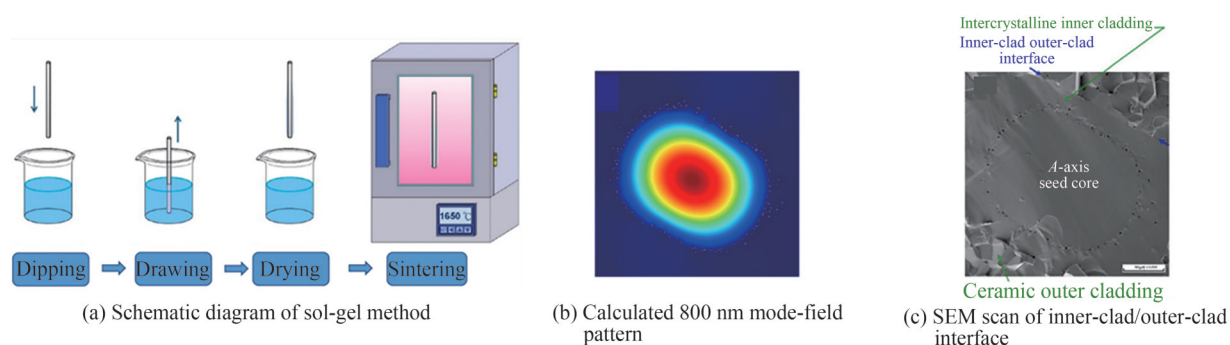 Intercrystalline inner cladding
Inner-clad outer-clad
interface
1650 ℃
A-axis
seed core
Dipping
Drawing
Drying
Sintering
Ceramic outer cladding
(a) Schematic diagram of sol-gel method
(b) Calculated 800 nm mode-field
pattern
(c) SEM scan of inner-clad/outer-clad
interface